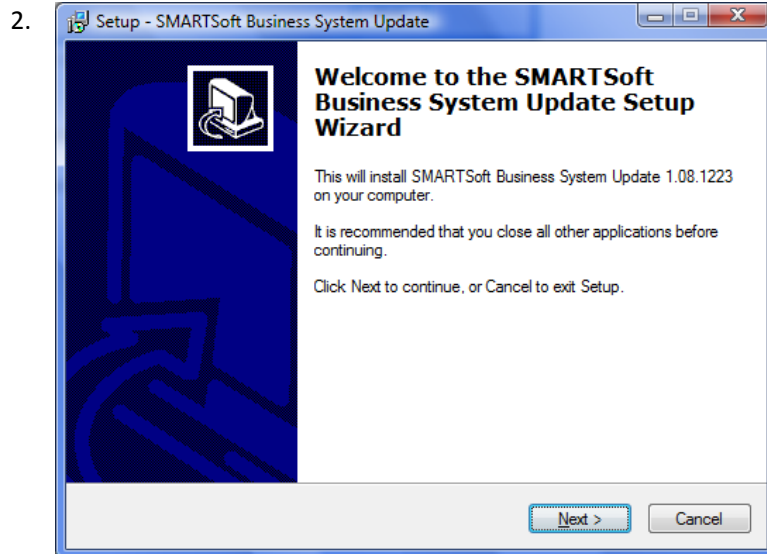 2.
Setup - SMARTSoft Business System Update
Welcome to the SMARTSoft
Business System Update Setup
Wizard
This will install SMARTSoft Business System Update 1.08.1223
on your computer.
It is recommended that you close all other applications before
continuing.
Click Next to continue, or Cancel to exit Setup.
Next >
Cancel